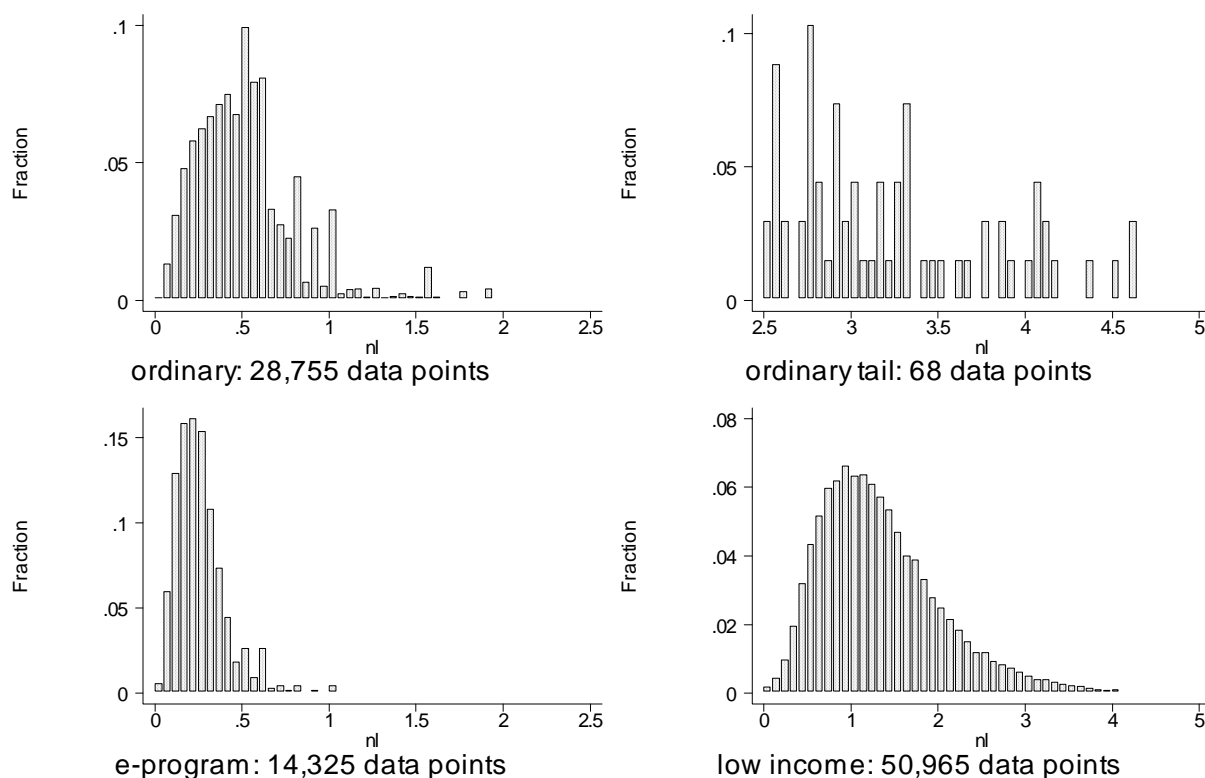 Fraction
.1
.05
0
0 .5 1 1.5 2 2.5
nl
ordinary: 28,755 data points
Fraction
.1
.05
0
2.5 3 3.5 4 4.5 5
nl
ordinary tail: 68 data points
Fraction
.15
.1
.05
0
0 .5 1 1.5 2 2.5
nl
e-program: 14,325 data points
Fraction
.08
.06
.04
.02
0
0 1 2 3 4 5
nl
low income: 50,965 data points